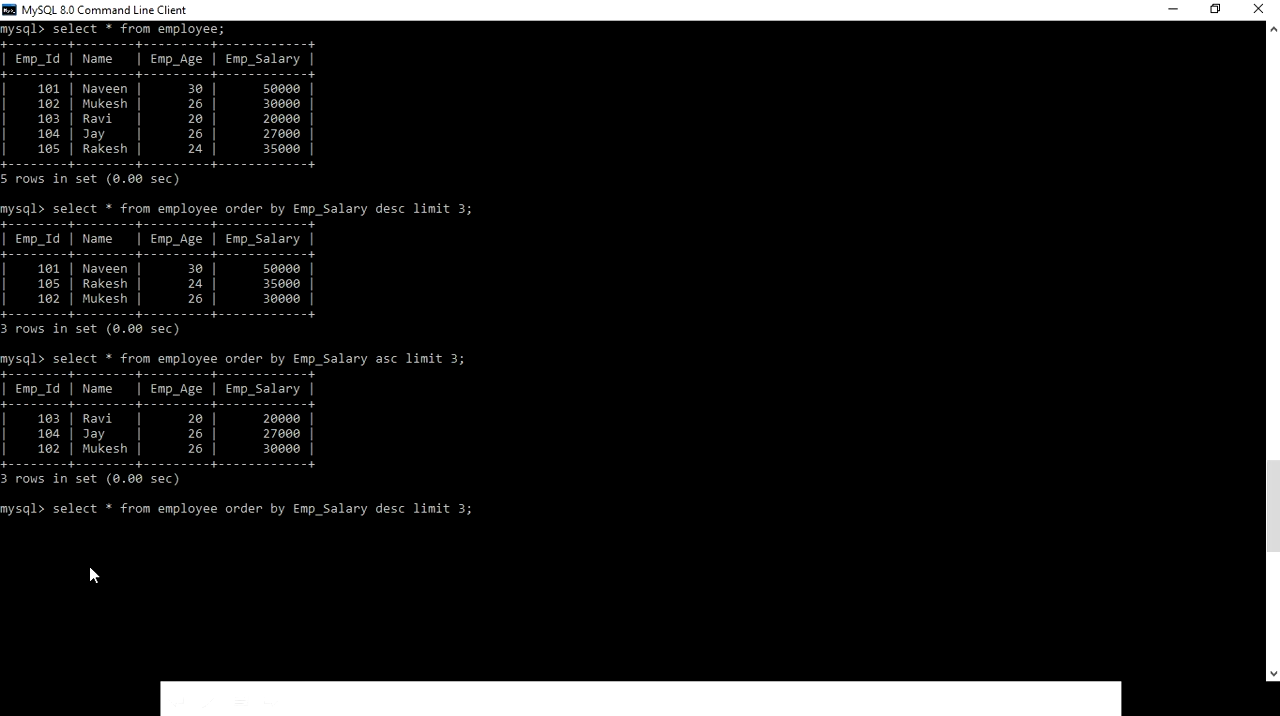 MySQL 8.0 Command Line Client
mysql> select * from employee;
+--------+---------+---------+------------+
| Emp_Id | Name    | Emp_Age | Emp_Salary |
+--------+---------+---------+------------+
|    101 | Naveen |      30 |      50000 |
|    102 | Mukesh |      26 |      30000 |
|    103 | Ravi   |      20 |      20000 |
|    104 | Jay    |      26 |      27000 |
|    105 | Rakesh |      24 |      35000 |
+--------+--------+---------+------------+
5 rows in set (0.00 sec)
mysql> select * from employee order by Emp_Salary desc limit 3;
+--------+--------+---------+------------+
| Emp_Id | Name   | Emp_Age | Emp_Salary |
+--------+--------+---------+------------+
|    101 | Naveen |      30 |      50000 |
|    105 | Rakesh |      24 |      35000 |
|    102 | Mukesh |      26 |      30000 |
+--------+--------+---------+------------+
3 rows in set (0.00 sec)
mysql> select * from employee order by Emp_Salary asc limit 3;
+--------+--------+---------+------------+
| Emp_Id | Name   | Emp_Age | Emp_Salary |
+--------+--------+---------+------------+
|    103 | Ravi   |      20 |      20000 |
|    104 | Jay    |      26 |      27000 |
|    102 | Mukesh |      26 |      30000 |
+--------+--------+---------+------------+
3 rows in set (0.00 sec)
mysql> select * from employee order by Emp_Salary desc limit 3;